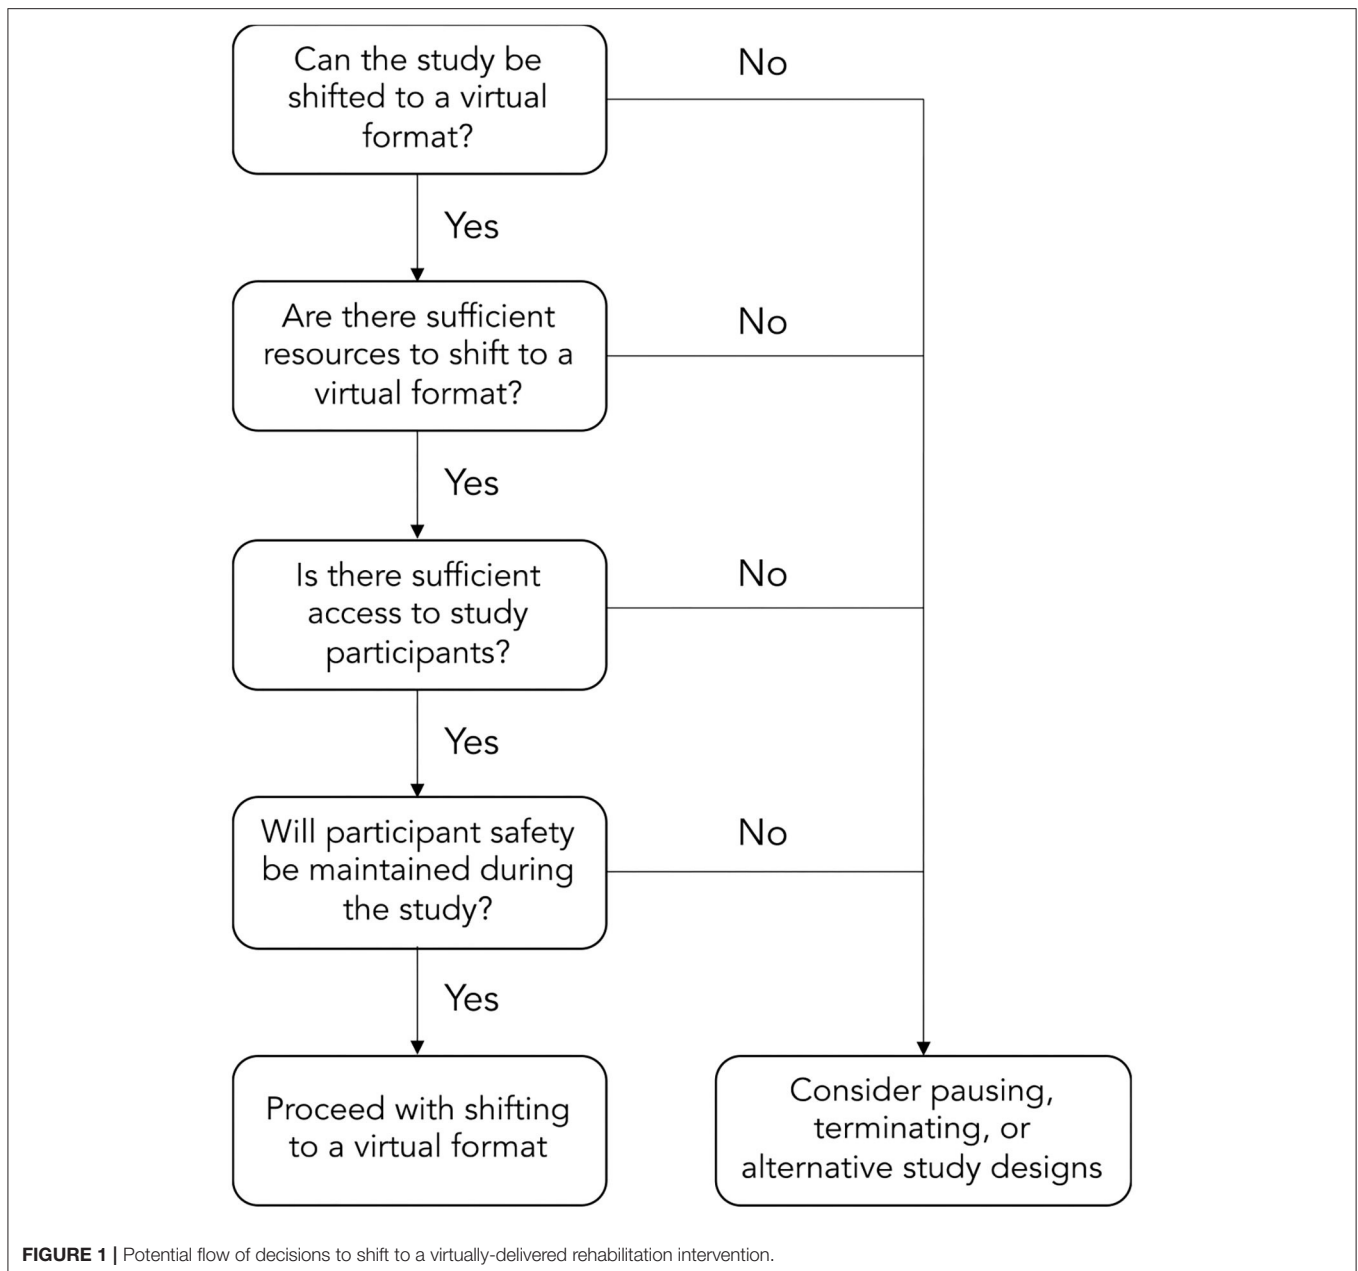 Can the study be
shifted to a virtual
format?
No
Yes
Are there sufficient
resources to shift to a
virtual format?
No
Yes
Is there sufficient
access to study
participants?
No
Yes
Will participant safety
be maintained during
the study?
No
Yes
Proceed with shifting
to a virtual format
Consider pausing,
terminating, or
alternative study designs
FIGURE 1 | Potential flow of decisions to shift to a virtually-delivered rehabilitation intervention.